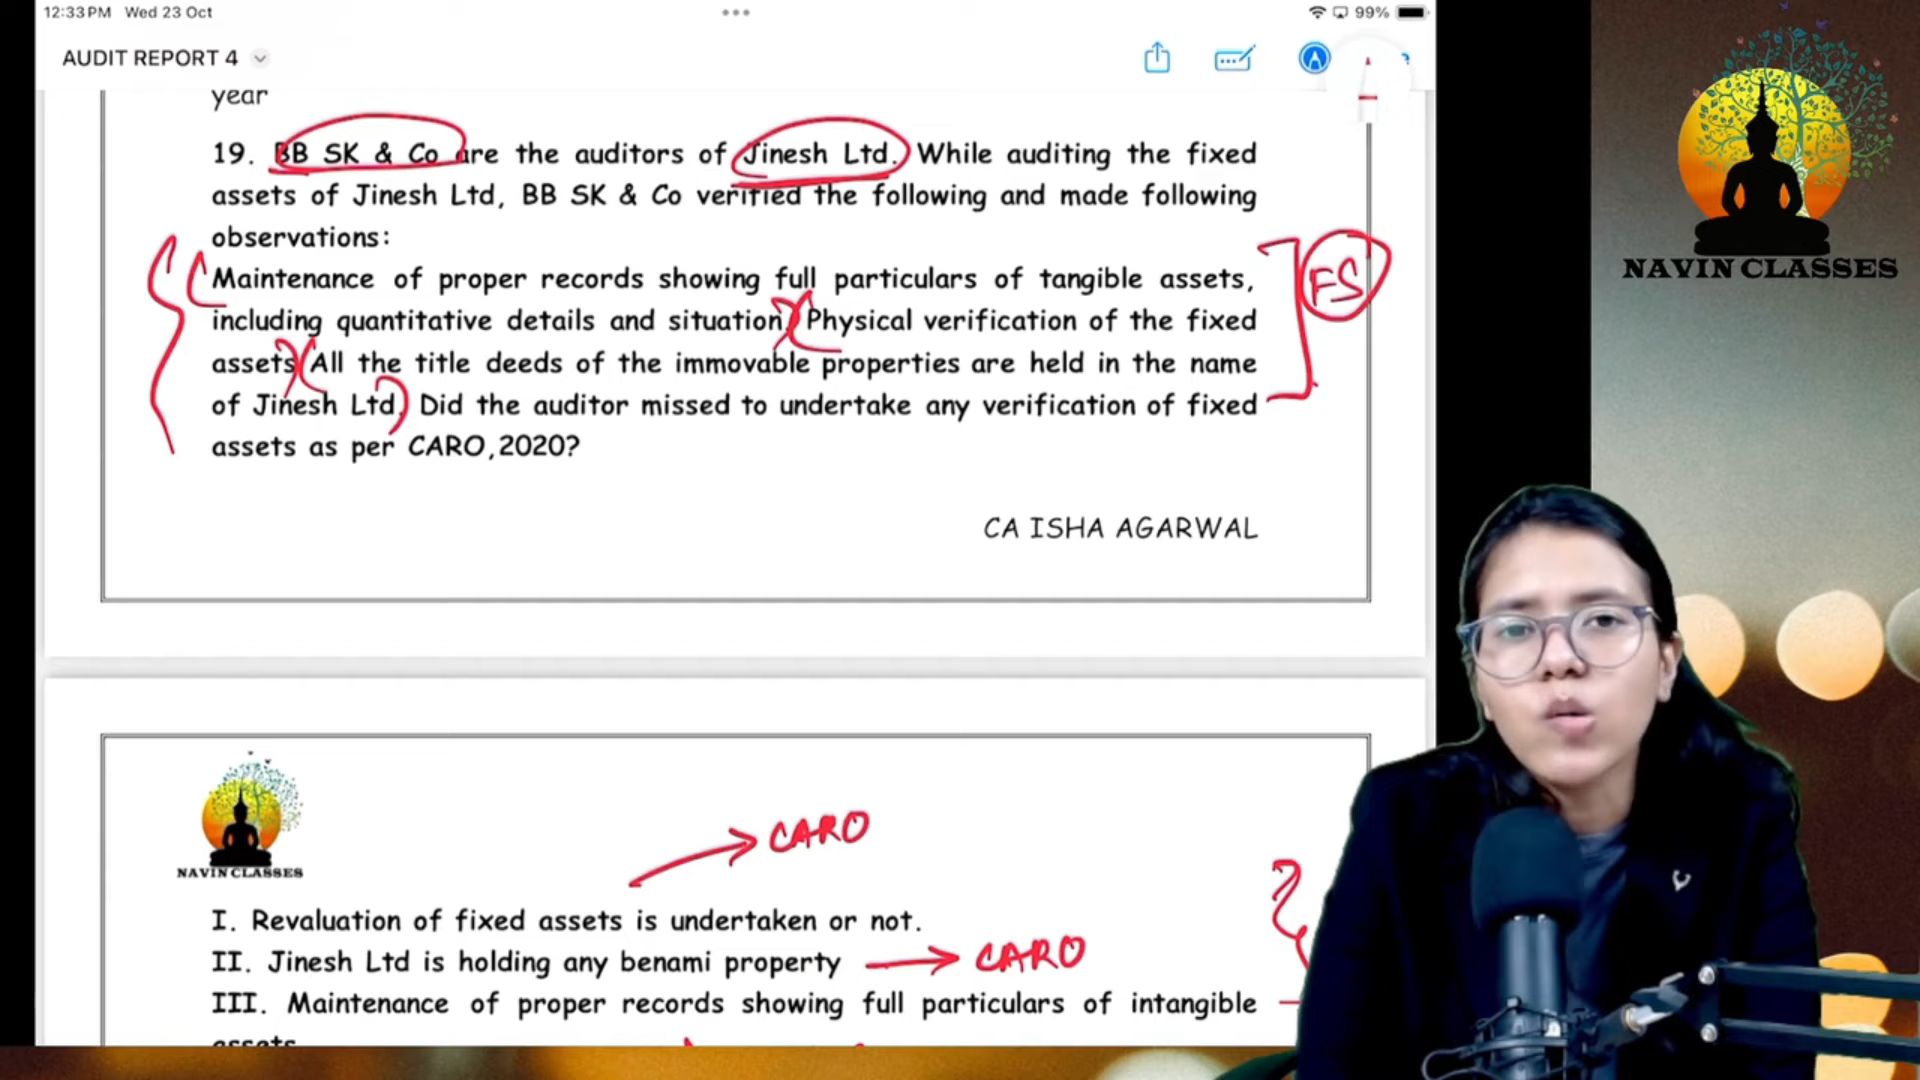 12:33PM Wed 23 Oct
99%
AUDIT REPORT 4
year
19. BB SK & Co are the auditors of Jinesh Ltd. While auditing the fixed
assets of Jinesh Ltd, BB SK & Co verified the following and made following
observations:
Maintenance of proper records showing full particulars of tangible assets,
including quantitative details and situation. Physical verification of the fixed
assets. All the title deeds of the immovable properties are held in the name
of Jinesh Ltd. Did the auditor missed to undertake any verification of fixed
assets as per CARO,2020?
FS
CA ISHA AGARWAL
NAVIN CLASSES
NAVIN CLASSES
CARO
I. Revaluation of fixed assets is undertaken or not.
II. Jinesh Ltd is holding any benami property
CARO
III. Maintenance of proper records showing full particulars of intangible
assets